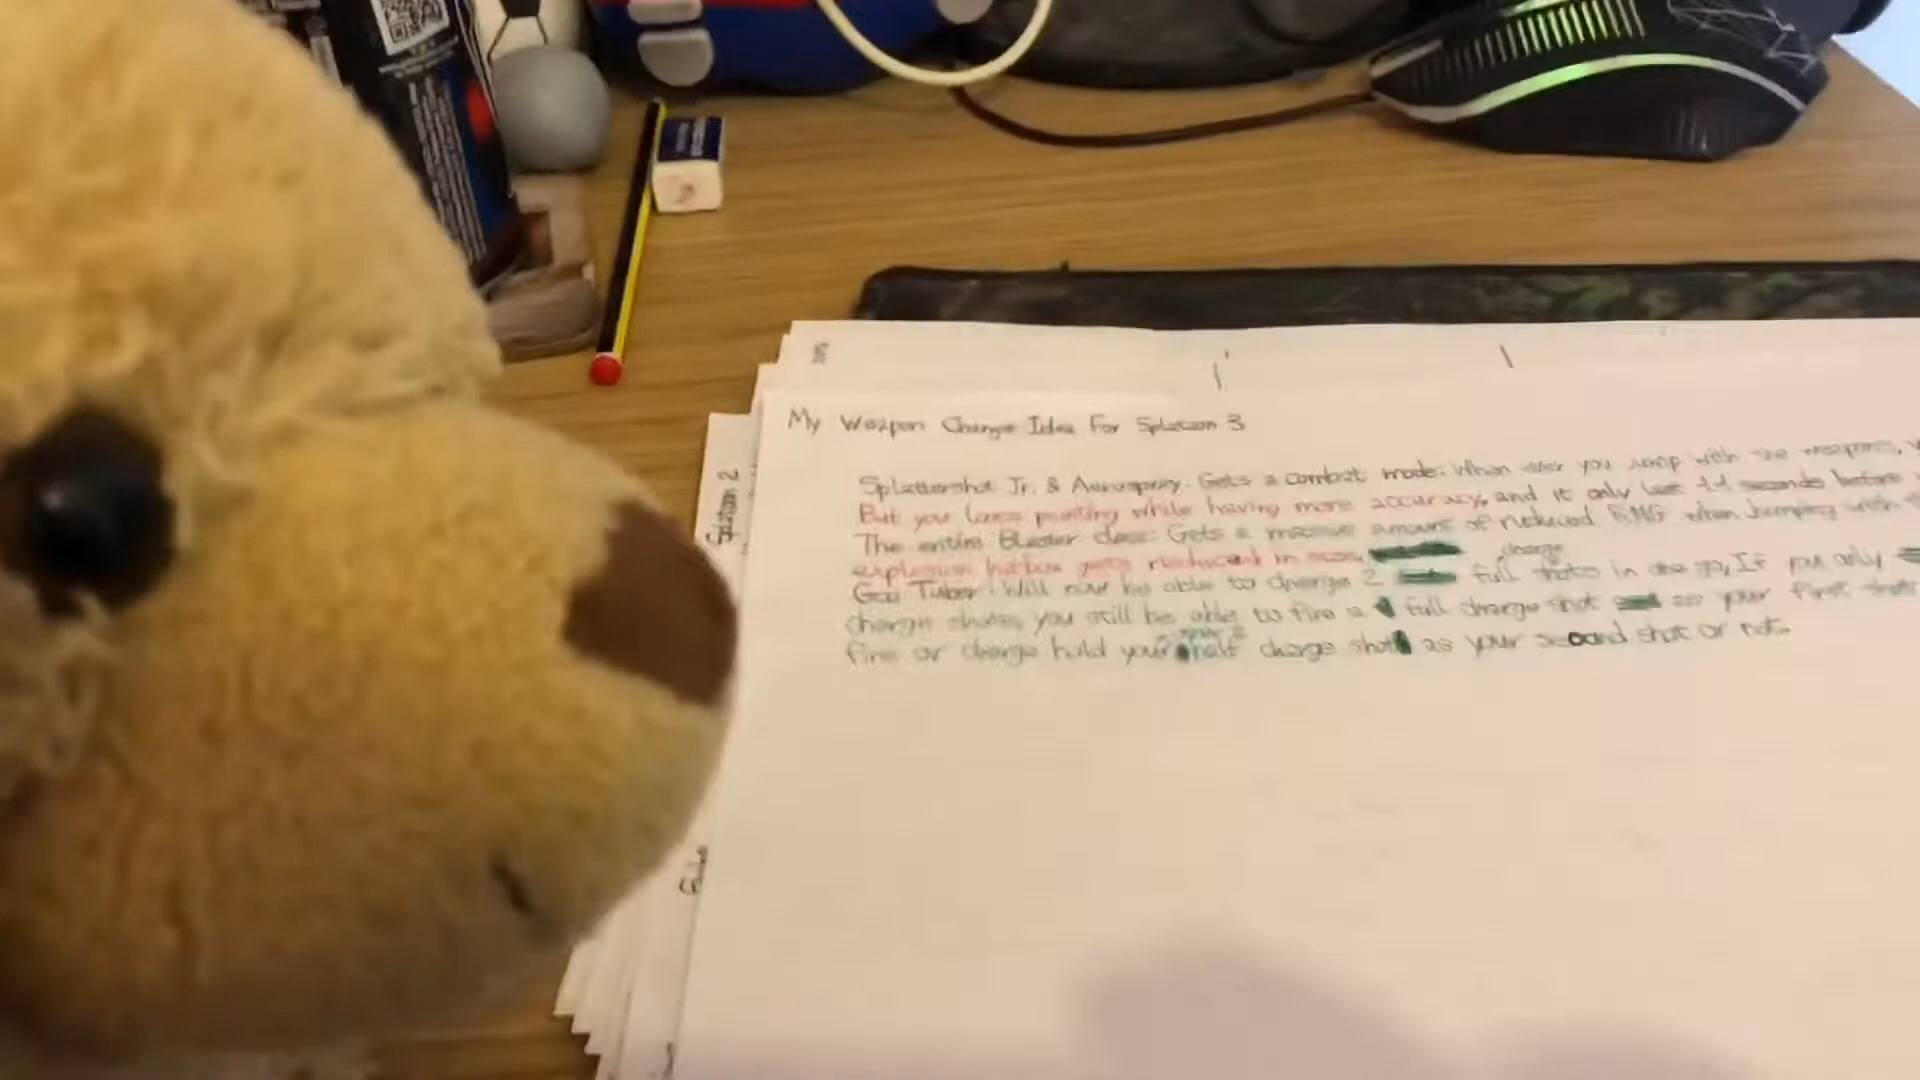 My Weapon Change Idea For Splatoon 3
Splattershot Jr. & Aerospray: Gets a combat mode: When ever you jump with the weapons,
But you loose painting while having more accuracy, and it only last before
The entire Blaster class: Gets a massive amount of reduced RNG when Jumping with
explosion hitbox gets reduced in size.
charge
Goo Tuber: Will now be able to charge 2 full shots in one go, If you only
charge shots, you still be able to fire a full charge shot as your first shot
fire or charge hold your half charge shot as your second shot or not.
Splatoon 2